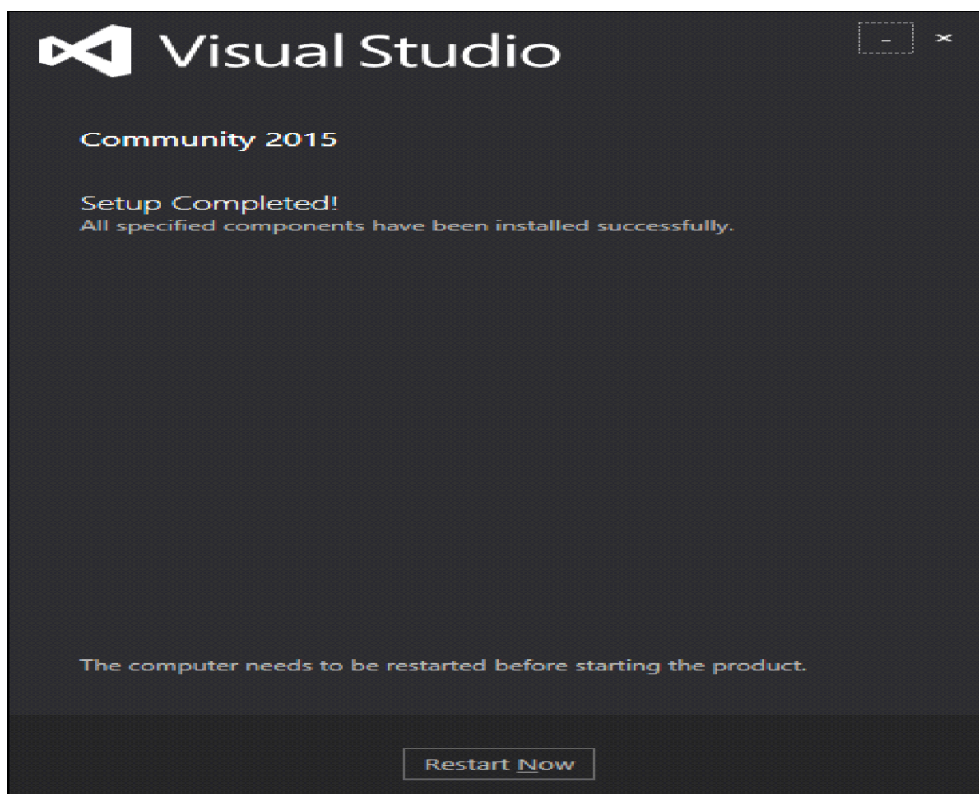 Visual Studio
Community 2015
Setup Completed!
All specified components have been installed successfully.
The computer needs to be restarted before starting the product.
Restart Now